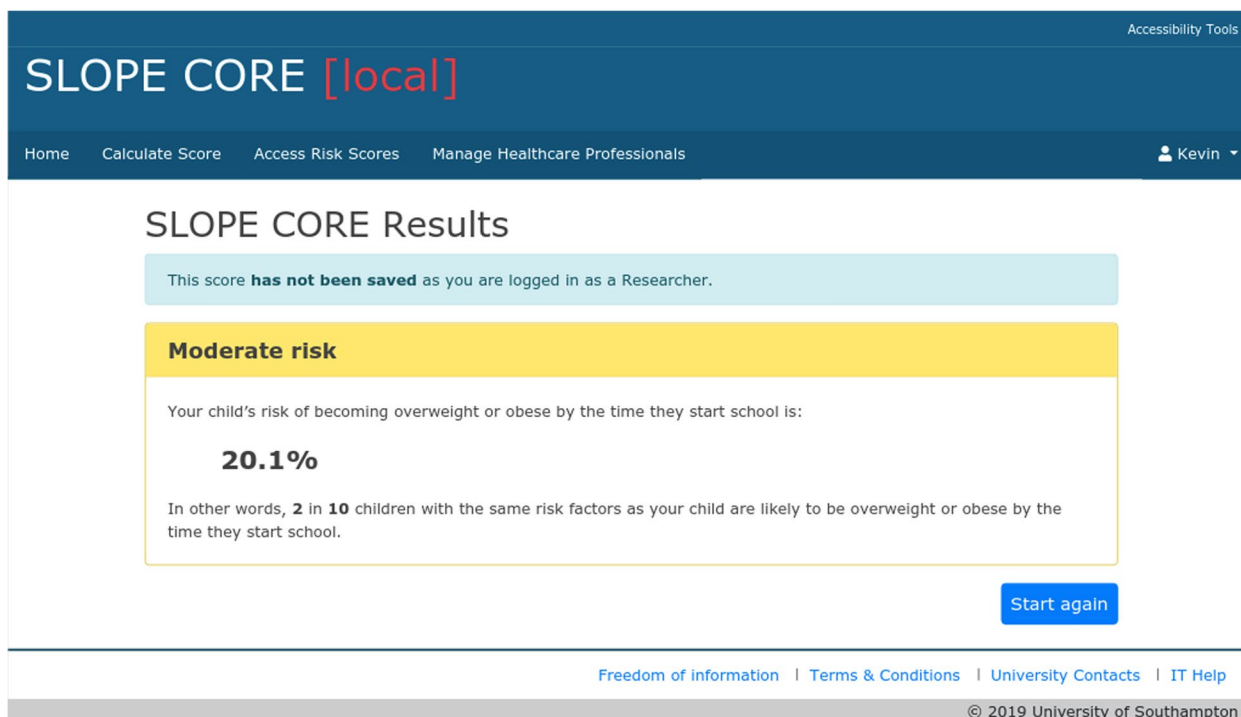 Accessibility Tools
SLOPE CORE [local]
Home Calculate Score Access Risk Scores Manage Healthcare Professionals Kevin
SLOPE CORE Results
This score has not been saved as you are logged in as a Researcher.
Moderate risk
Your child’s risk of becoming overweight or obese by the time they start school is:
20.1%
In other words, 2 in 10 children with the same risk factors as your child are likely to be overweight or obese by the
time they start school.
Start again
Freedom of information | Terms & Conditions | University Contacts | IT Help
© 2019 University of Southampton